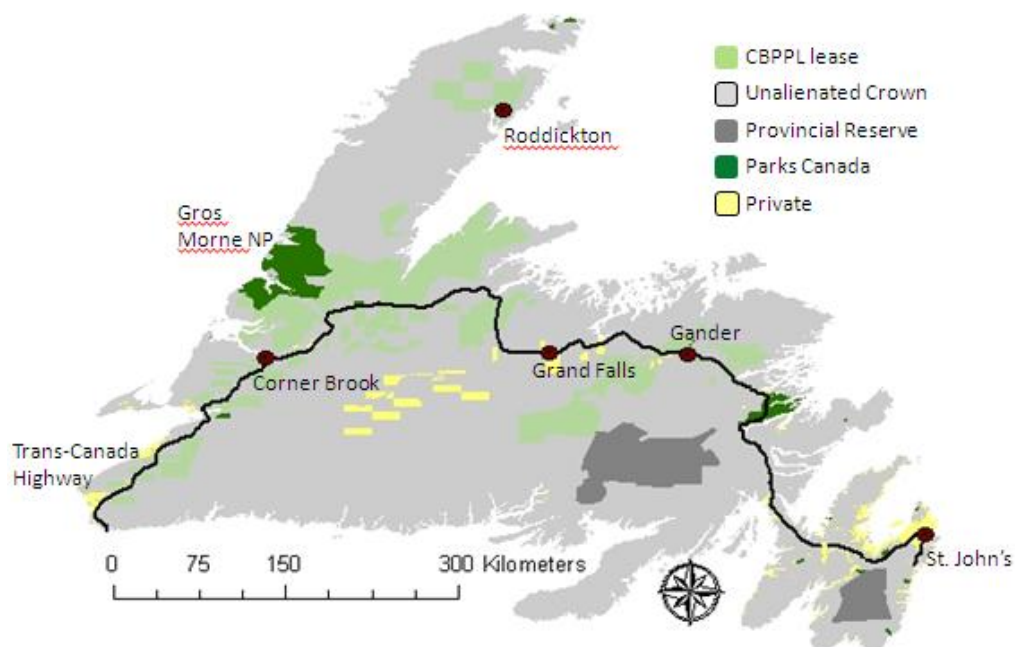 CBPPL lease
Unalienated Crown
Provincial Reserve
Parks Canada
Private
Roddickton
Gros
Morne NP
Gander
Corner Brook
Grand Falls
Trans-Canada
Highway
St. John's
0 75 150 300 Kilometers